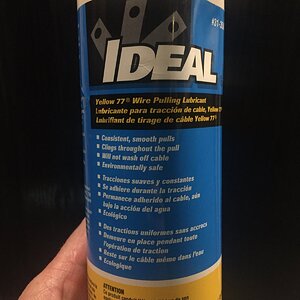 IDEAL
Yellow 77® Wire Pulling Lubricant
Lubricante para tracción de cable, Yellow
Lubrifiant de tirage de câble Yellow 77®
Consistent, smooth pulls
Clings throughout the pull
Will not wash off cable
Environmentally safe
Tracciones suaves y constantes
Se adhiere durante la tracción
Permanece adherido al cable, aún
bajo la acción del agua
Ecológico
Des tractions uniformes sans accrocs
Demeure en place pendant toute
l'opération de traction
Reste sur le câble même dans l'eau
Écologique
ATTENTION